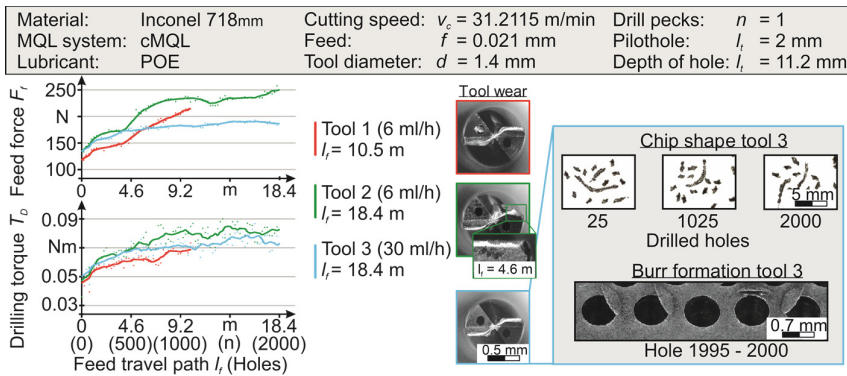 Material: Inconel 718mm Cutting speed: vc = 31.2115 m/min Drill pecks: n = 1
MQL system: cMQL Feed: f = 0.021 mm Pilothole: lt = 2 mm
Lubricant: POE Tool diameter: d = 1.4 mm Depth of hole: lt = 11.2 mm
Feed force Ff
250
N
150
100
0 4.6 9.2 m 18.4
Drilling torque TD
0.09
Nm
0.05
0.03
0 4.6 9.2 m 18.4
(0) (500) (1000) (n) (2000)
Feed travel path lf (Holes)
Tool 1 (6 ml/h)
lf = 10.5 m
Tool 2 (6 ml/h)
lf = 18.4 m
Tool 3 (30 ml/h)
lf = 18.4 m
Tool wear
lf = 4.6 m
0.5 mm
Chip shape tool 3
5 mm
25 1025 2000
Drilled holes
Burr formation tool 3
0.7 mm
Hole 1995 - 2000